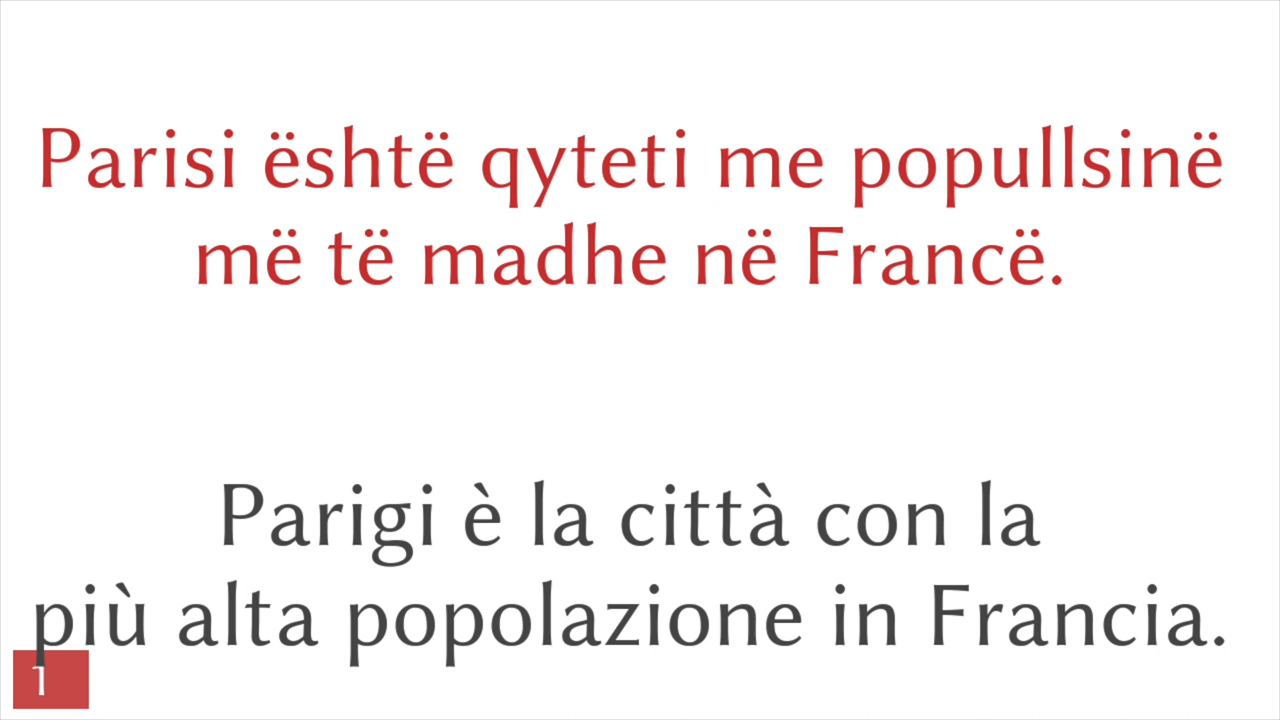 Parisi është qyteti me popullsinë
më të madhe në Francë.
Parigi è la città con la
più alta popolazione in Francia.
1